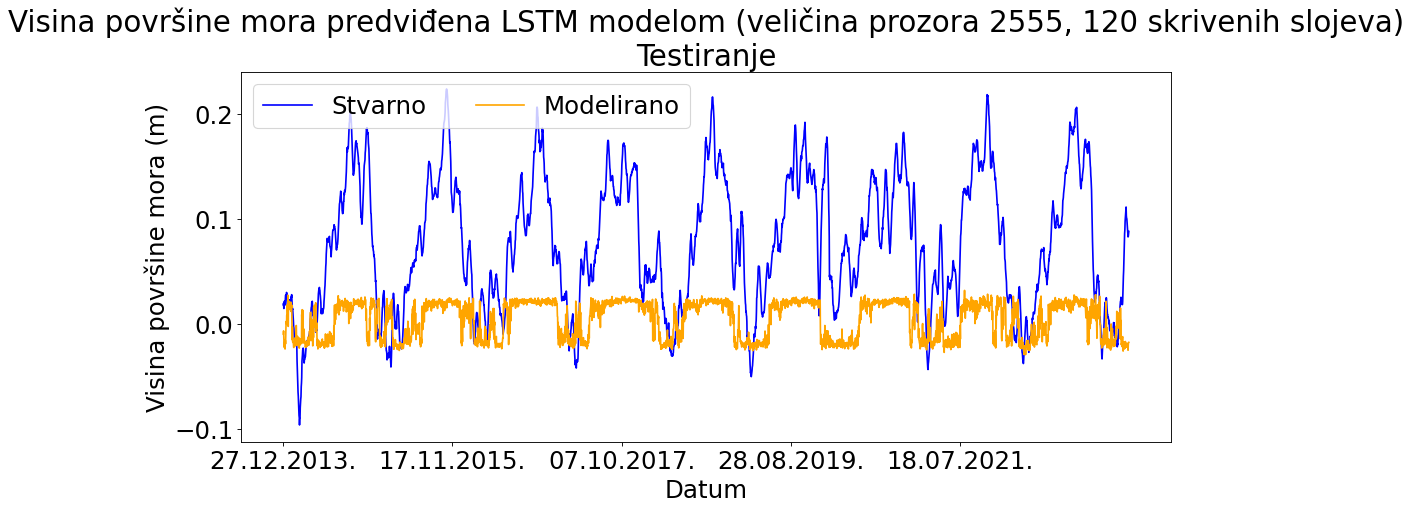 Visina površine mora predviđena LSTM modelom (veličina prozora 2555, 120 skrivenih slojeva)
Testiranje
Stvarno
Modelirano
Visina površine mora (m)
0.2
0.1
0.0
−0.1
27.12.2013.
17.11.2015.
07.10.2017.
28.08.2019.
18.07.2021.
Datum